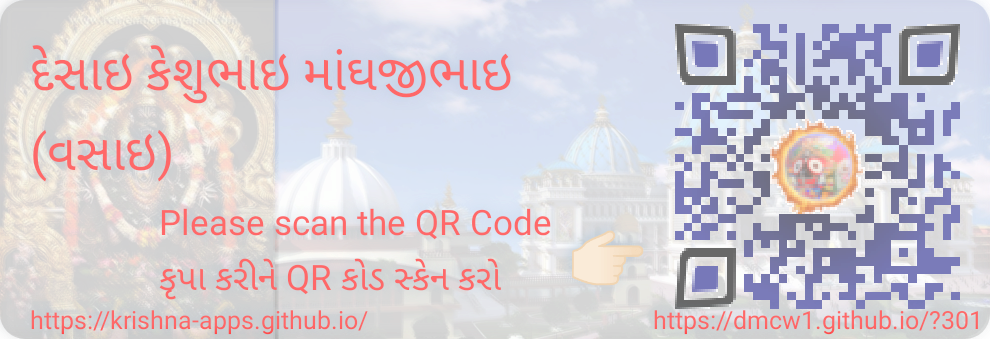 દેસાઇ કેશુભાઇ માંઘજીભાઇ
(વસાઇ)
Please scan the QR Code
કૃપા કરીને QR કોડ સ્કેન કરો
https://krishna-apps.github.io/
https://dmcw1.github.io/?301